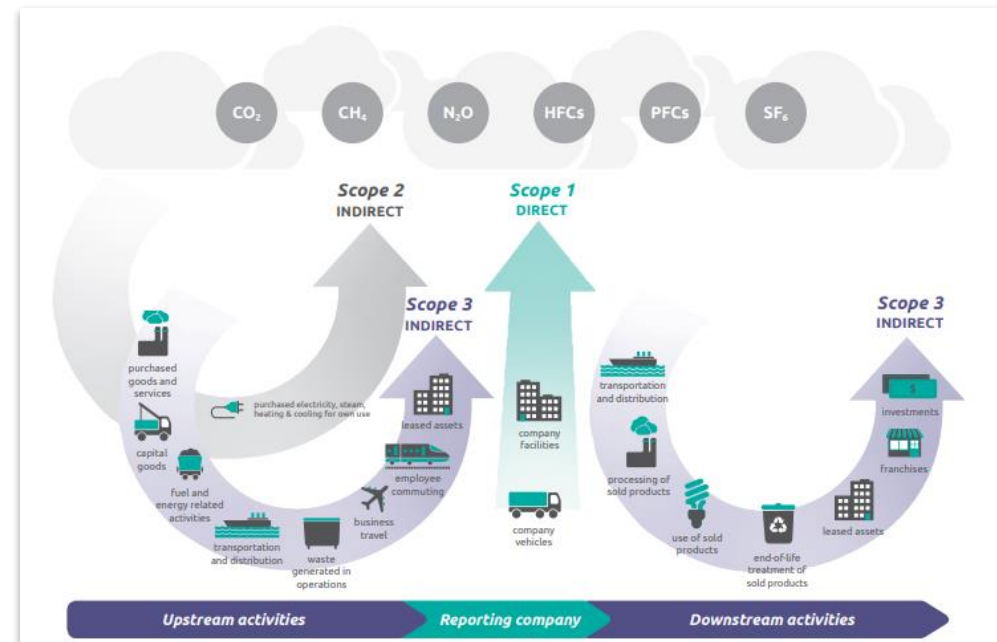 CO₂
CH₄
N₂O
HFCs
PFCs
SF₆
Scope 2
INDIRECT
Scope 1
DIRECT
Scope 3
INDIRECT
Scope 3
INDIRECT
purchased
goods and
services
capital
goods
fuel and
energy related
activities
purchased electricity, steam,
heating & cooling for own use
transportation
and distribution
waste
generated in
operations
business
travel
employee
commuting
leased assets
company
facilities
company
vehicles
transportation
and distribution
processing of
sold products
use of sold
products
end-of-life
treatment of
sold products
leased assets
franchises
$
investments
Upstream activities
Reporting company
Downstream activities